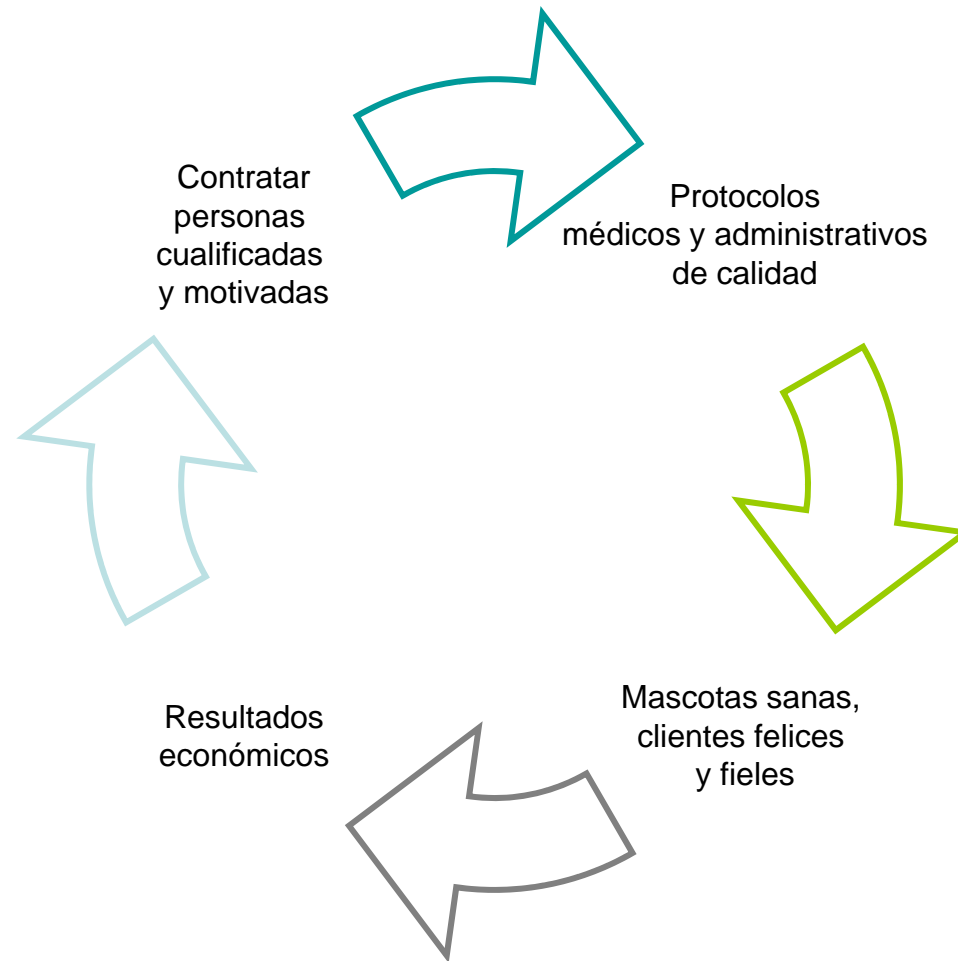 Contratar
personas
cualificadas
y motivadas
Protocolos
médicos y administrativos
de calidad
Mascotas sanas,
clientes felices
y fieles
Resultados
económicos